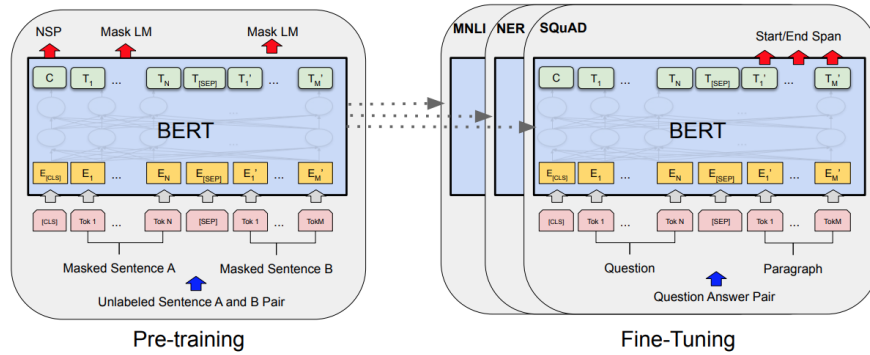 NSP Mask LM Mask LM
C T1 ... TN T[SEP] T1' ... TM'
BERT
E[CLS] E1 ... EN E[SEP] E1' ... EM'
[CLS] Tok 1 ... Tok N [SEP] Tok 1 ... TokM
Masked Sentence A Masked Sentence B
Unlabeled Sentence A and B Pair
Pre-training
MNLI NER SQuAD
Start/End Span
C T1 ... TN T[SEP] T1' ... TM'
BERT
E[CLS] E1 ... EN E[SEP] E1' ... EM'
[CLS] Tok 1 ... Tok N [SEP] Tok 1 ... TokM
Question Paragraph
Question Answer Pair
Fine-Tuning